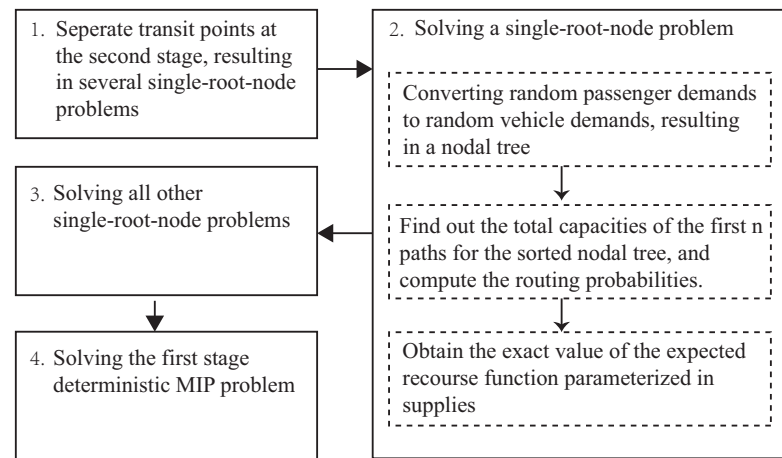 1. Seperate transit points at
the second stage, resulting
in several single-root-node
problems
2. Solving a single-root-node problem
Converting random passenger demands
to random vehicle demands, resulting
in a nodal tree
Find out the total capacities of the first n
paths for the sorted nodal tree, and
compute the routing probabilities.
Obtain the exact value of the expected
recourse function parameterized in
supplies
3. Solving all other
single-root-node problems
4. Solving the first stage
deterministic MIP problem